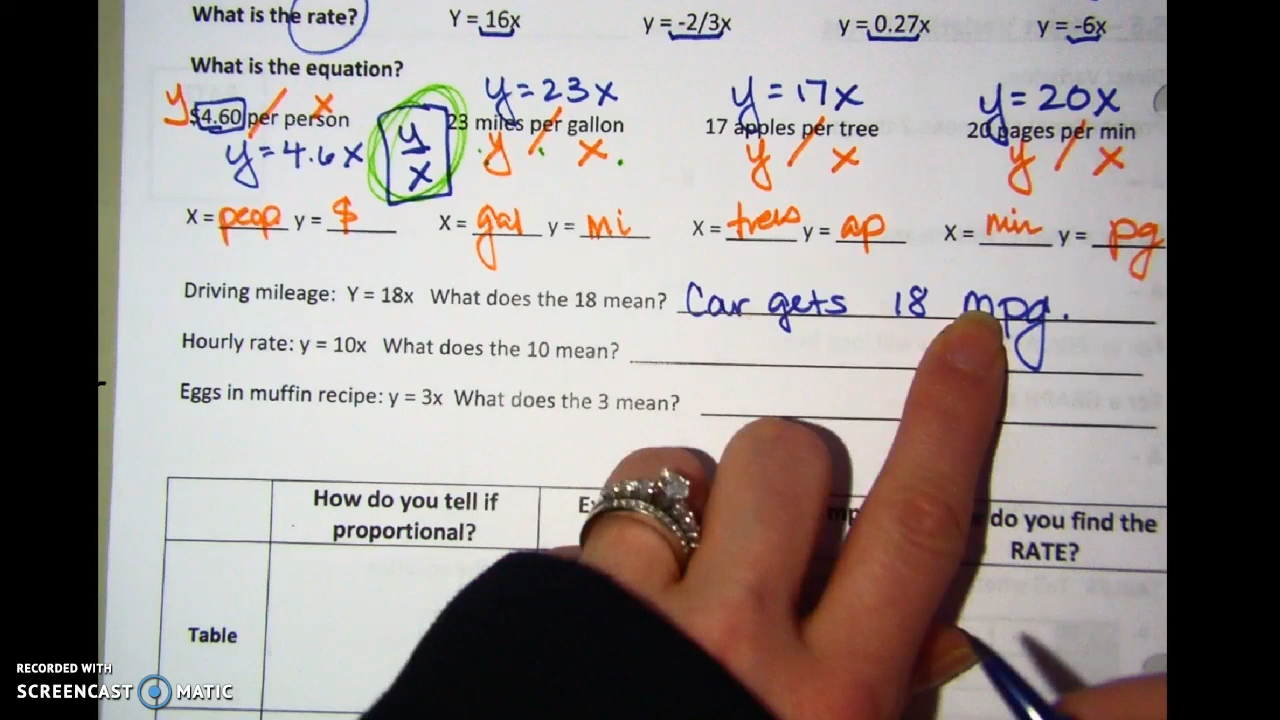 What is the rate? Y = 16x y = -2/3x y = 0.27x y = -6x
What is the equation?
y = 23x y = 17x y = 20x
y / x
$4.60 per person 23 miles per gallon 17 apples per tree 20 pages per min
y = 4.6x y/x y / x y / x y / x
X = peop y = $ X = gal y = mi X = trees y = ap X = min y = pg
Driving mileage: Y = 18x What does the 18 mean? Car gets 18 mpg.
Hourly rate: y = 10x What does the 10 mean?
Eggs in muffin recipe: y = 3x What does the 3 mean?
How do you tell if
proportional?
do you find the
RATE?
Table
RECORDED WITH
SCREENCAST MATIC